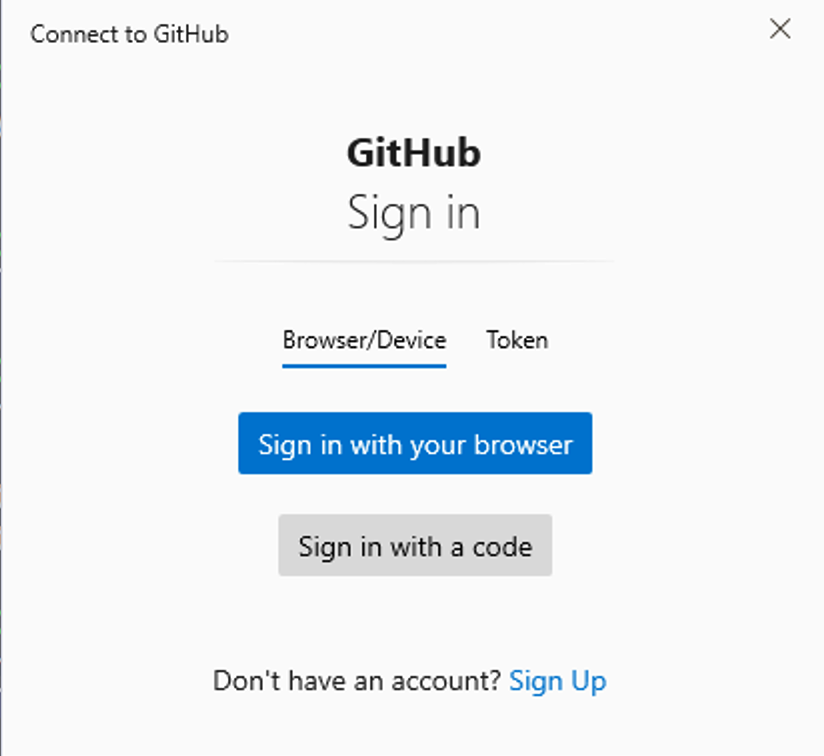 Connect to GitHub
GitHub
Sign in
Browser/Device Token
Sign in with your browser
Sign in with a code
Don't have an account? Sign Up